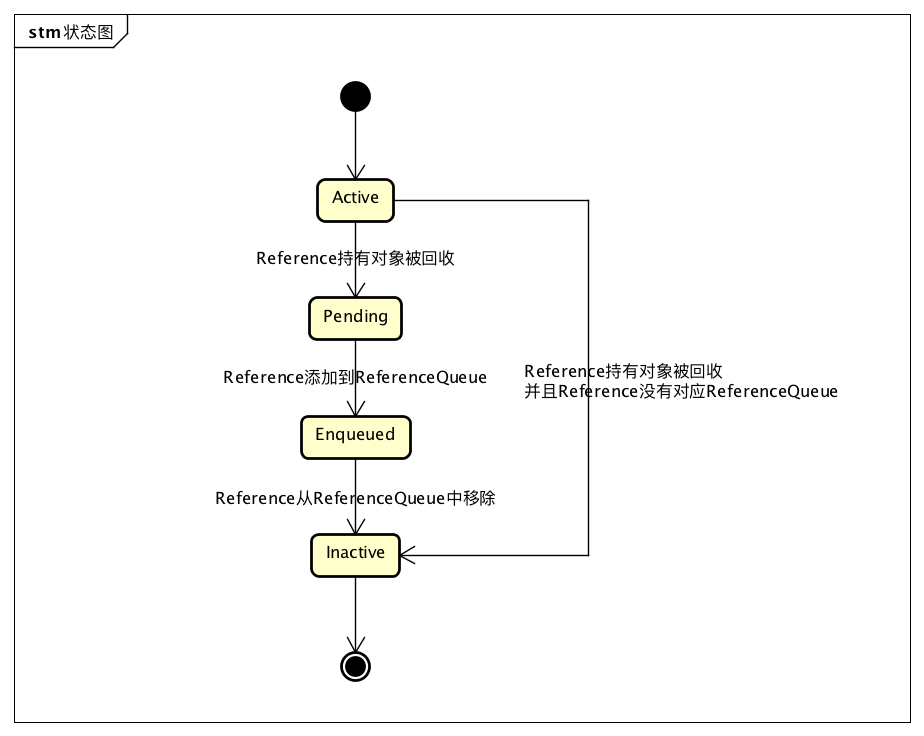 stm 状态图
Active
Reference持有对象被回收
Pending
Reference持有对象被回收
并且Reference没有对应ReferenceQueue
Reference添加到ReferenceQueue
Enqueued
Reference从ReferenceQueue中移除
Inactive